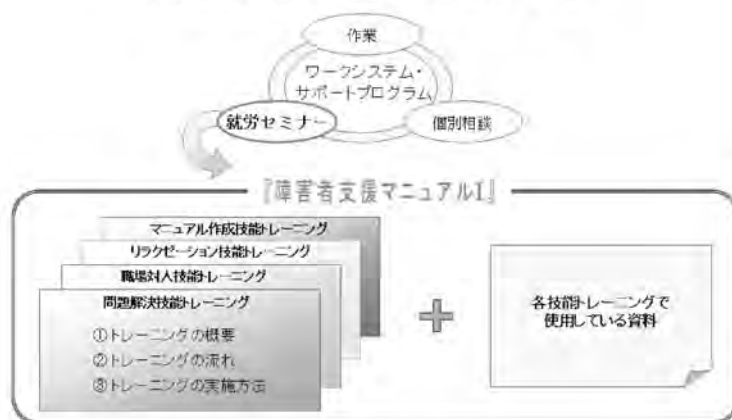 作業
ワークシステム・
サポートプログラム
就労セミナー
個別相談
『障害者支援マニュアルⅠ』
マニュアル作成技能トレーニング
リラクゼーション技能トレーニング
職場対人技能トレーニング
問題解決技能トレーニング
①トレーニングの概要
②トレーニングの流れ
③トレーニングの実施方法
各技能トレーニングで
使用している資料